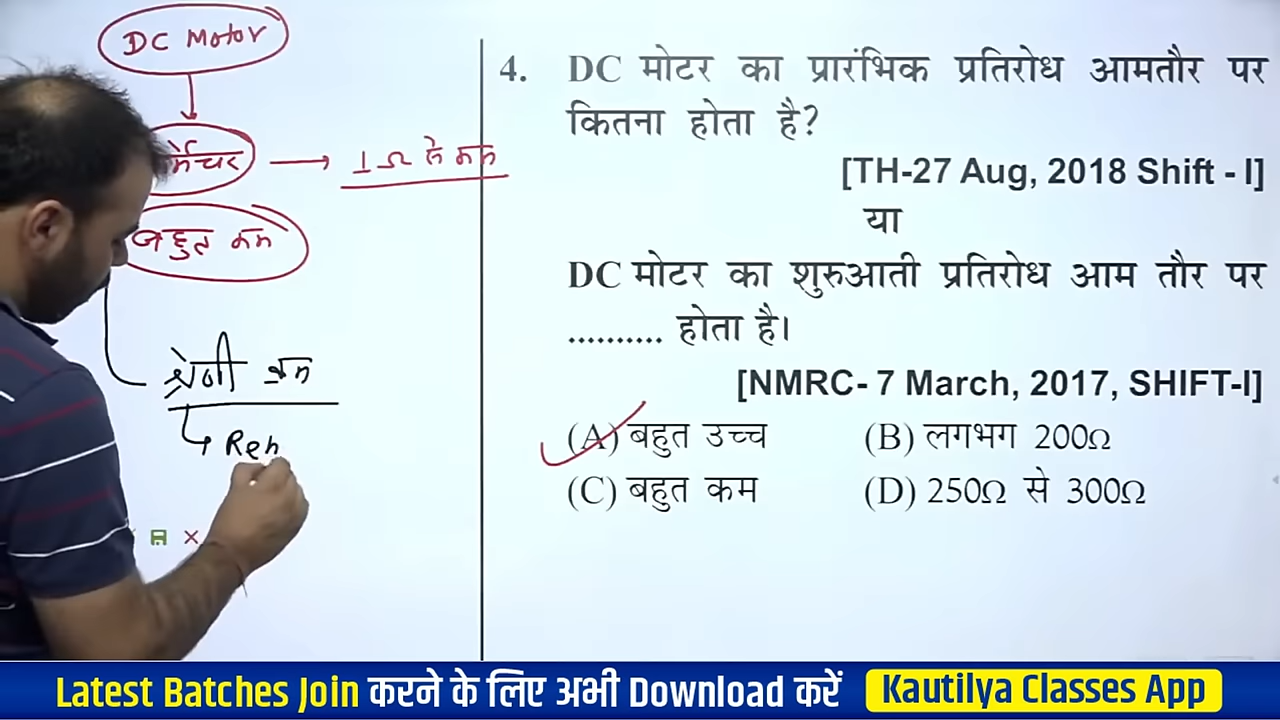 DC Motor
र्मेचर → 1Ω से कम
बहुत कम
श्रेणी क्रम
Reh
4. DC मोटर का प्रारंभिक प्रतिरोध आमतौर पर
कितना होता है?
[TH-27 Aug, 2018 Shift - I]
या
DC मोटर का शुरुआती प्रतिरोध आम तौर पर
.......... होता है।
[NMRC- 7 March, 2017, SHIFT-I]
(A) बहुत उच्च (B) लगभग 200Ω
(C) बहुत कम (D) 250Ω से 300Ω
Latest Batches Join करने के लिए अभी Download करें Kautilya Classes App